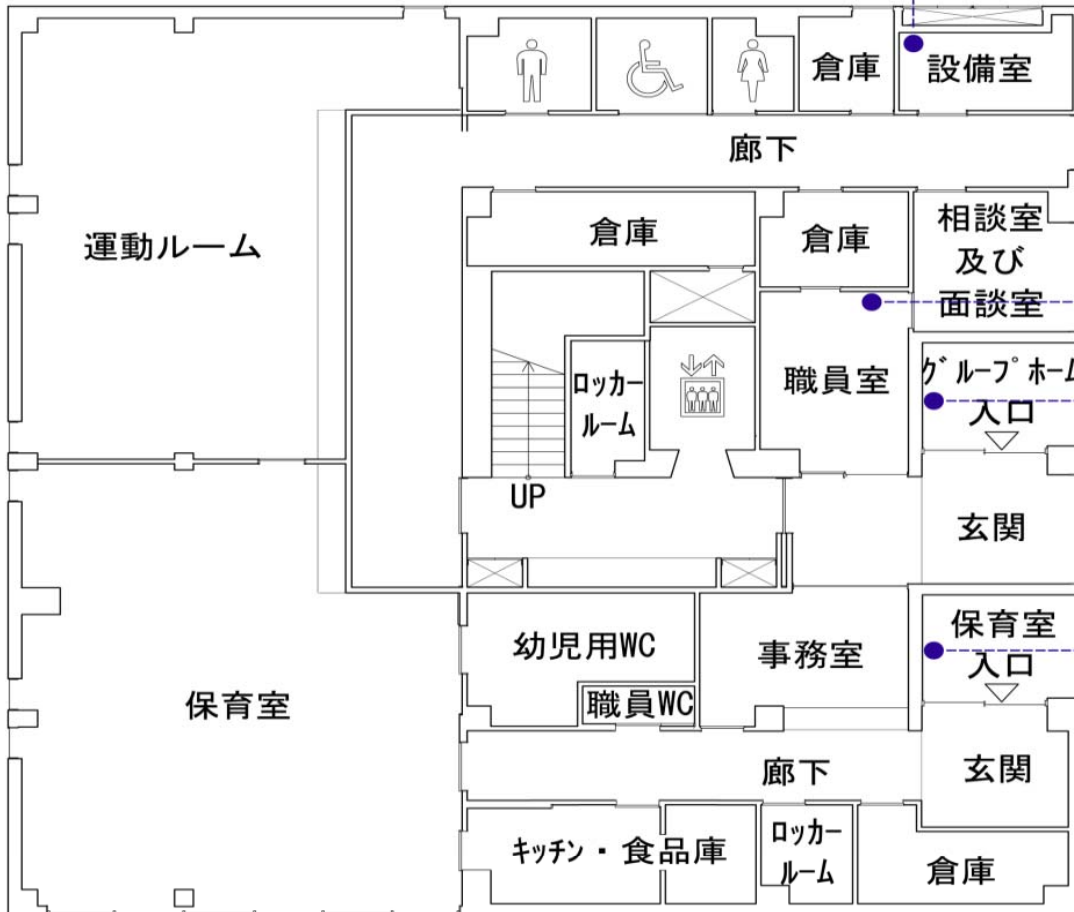 倉庫
設備室
廊下
運動ルーム
倉庫
倉庫
相談室
及び
面談室
ロッカー
ルーム
職員室
グループホーム
入口
UP
玄関
幼児用WC
職員WC
事務室
保育室
入口
保育室
廊下
玄関
キッチン・食品庫
ロッカー
ルーム
倉庫